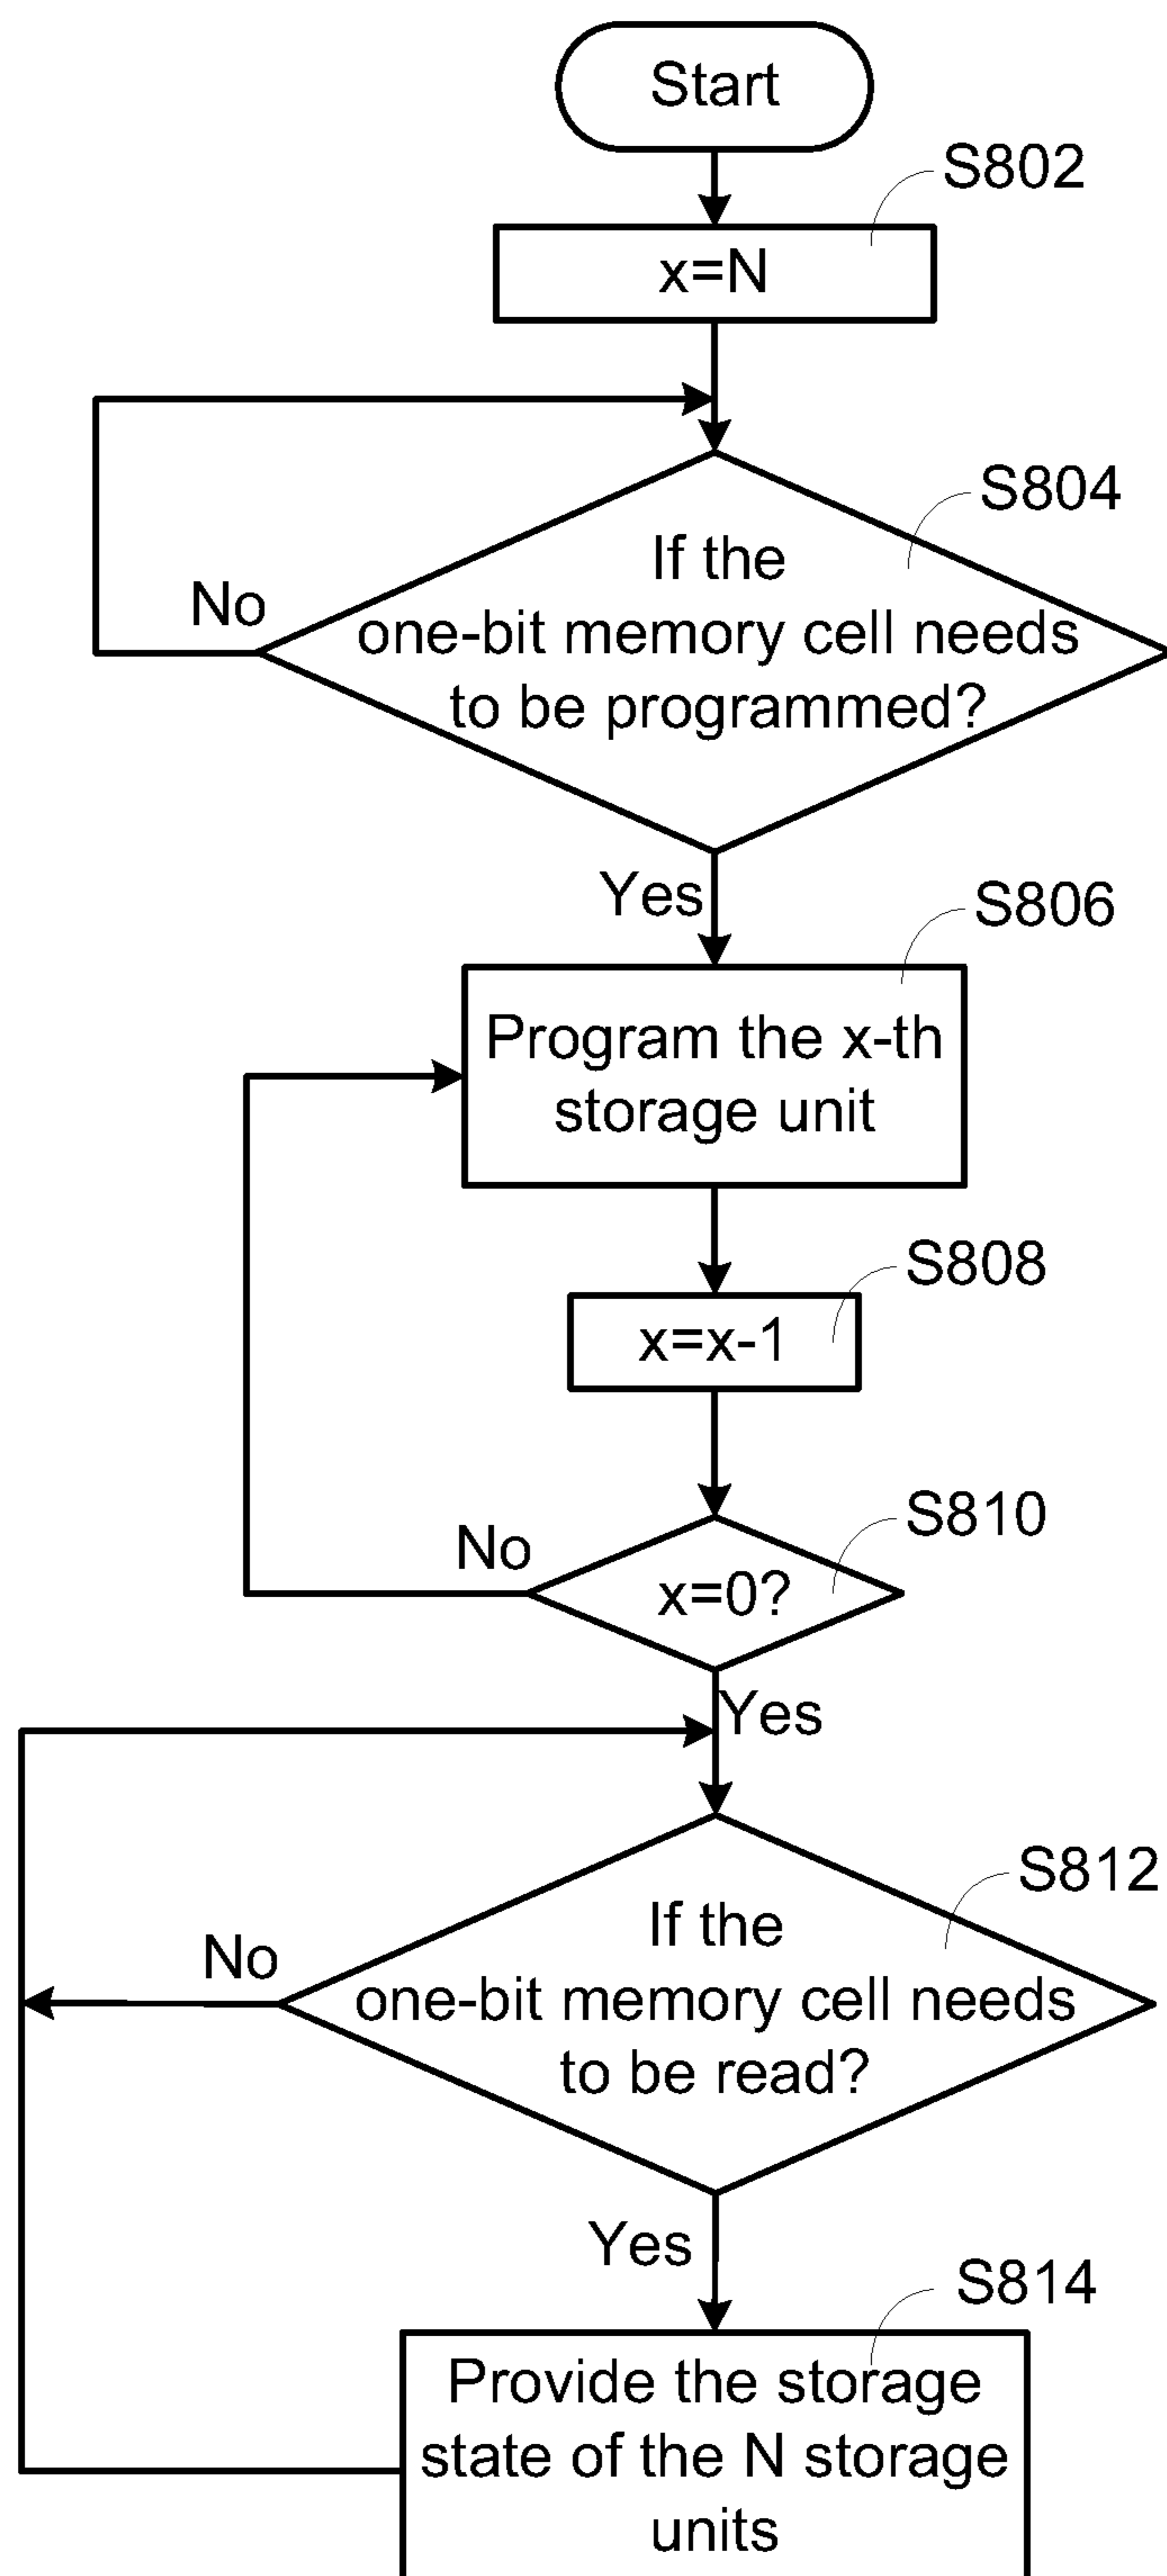 Start
S802
x=N
S804
If the
one-bit memory cell needs
to be programmed?
No
Yes
S806
Program the x-th
storage unit
S808
x=x-1
S810
No
x=0?
Yes
S812
If the
one-bit memory cell needs
to be read?
No
Yes
S814
Provide the storage
state of the N storage
units